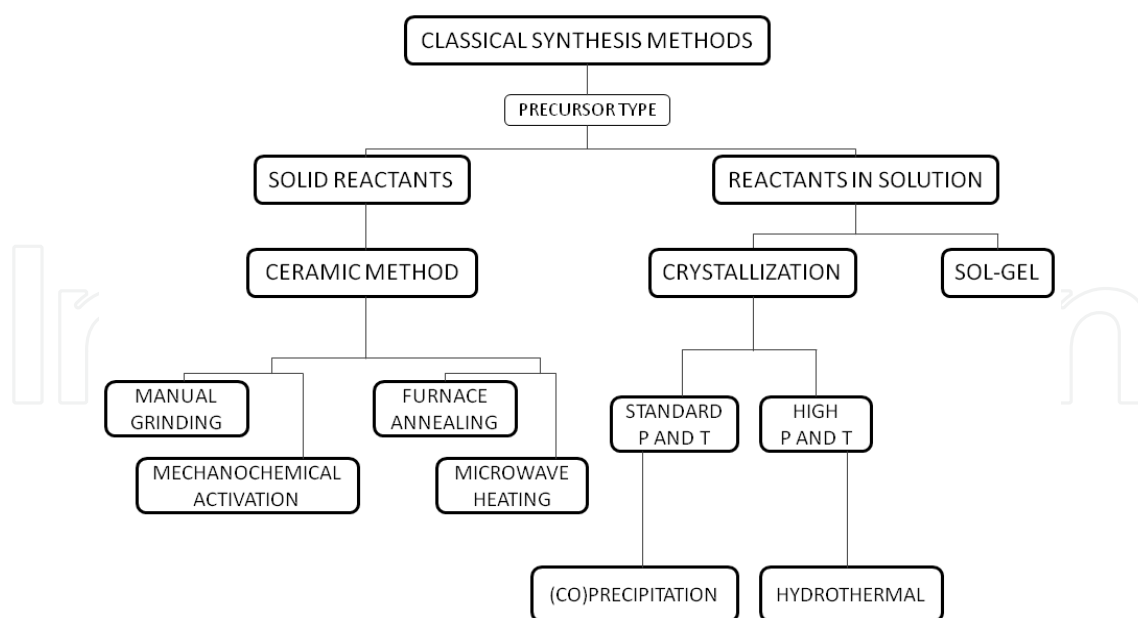 CLASSICAL SYNTHESIS METHODS
PRECURSOR TYPE
SOLID REACTANTS
REACTANTS IN SOLUTION
CERAMIC METHOD
CRYSTALLIZATION
SOL-GEL
MANUAL
GRINDING
FURNACE
ANNEALING
STANDARD
P AND T
HIGH
P AND T
MECHANOCHEMICAL
ACTIVATION
MICROWAVE
HEATING
(CO)PRECIPITATION
HYDROTHERMAL